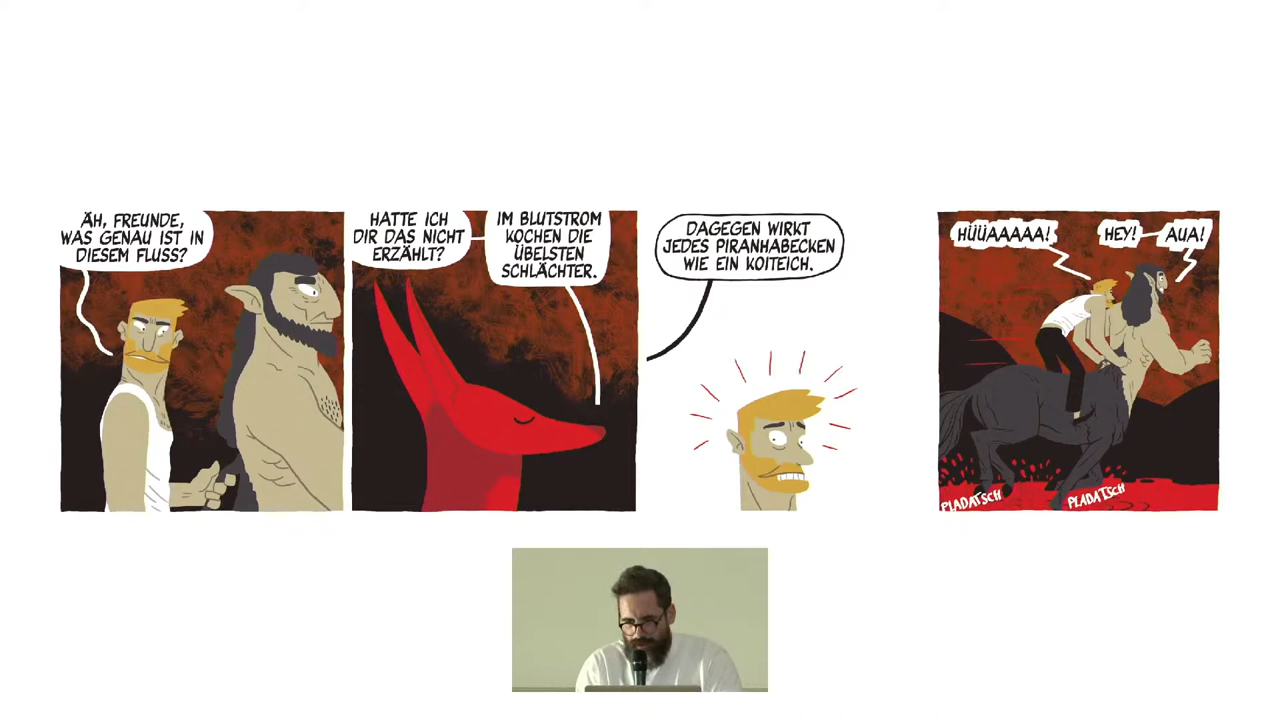 ÄH, FREUNDE,
WAS GENAU IST IN
DIESEM FLUSS?
HATTE ICH
DIR DAS NICHT
ERZÄHLT?
IM BLUTSTROM
KOCHEN DIE
ÜBELSTEN
SCHLÄCHTER.
DAGEGEN WIRKT
JEDES PIRANHABECKEN
WIE EIN KOITEICH.
HÜÜAAAAA!
HEY!
AUA!
PLADATSCH
PLADATSCH